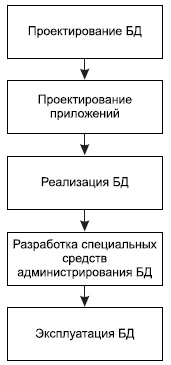 Проектирование БД
Проектирование
приложений
Реализация БД
Разработка специальных
средств
администрирования БД
Эксплуатация БД